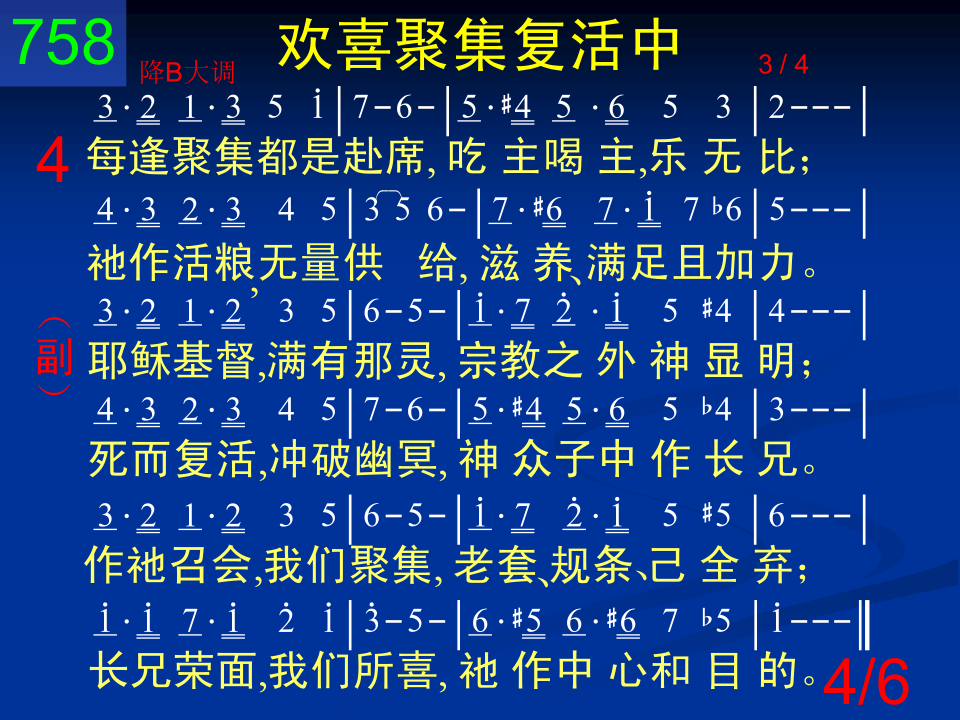 758
欢喜聚集复活中
降B大调
3 / 4
3·2 1·3 5 i|7-6-|5·#4 5·6 5 3|2---|
4
每逢聚集都是赴席, 吃 主喝 主,乐 无 比；
4·3 2·3 4 5|3 5 6-|7·#6 7·i 7 ♭6|5---|
祂作活粮,无量供 给, 滋 养、满足且加力。
3·2 1·2 3 5|6-5-|i·7 2̇·i 5 #4|4---|
（副）
耶稣基督,满有那灵, 宗教之 外 神 显 明；
4·3 2·3 4 5|7-6-|5·#4 5·6 5 ♭4|3---|
死而复活,冲破幽冥, 神 众子中 作 长 兄。
3·2 1·2 3 5|6-5-|i·7 2̇·i 5 #5|6---|
作祂召会,我们聚集, 老套、规条、己 全 弃；
i·i 7·i 2̇ i|3̇-5-|6·#5 6·#6 7 ♭5|i---‖
长兄荣面,我们所喜, 祂 作中 心和 目 的。
4/6